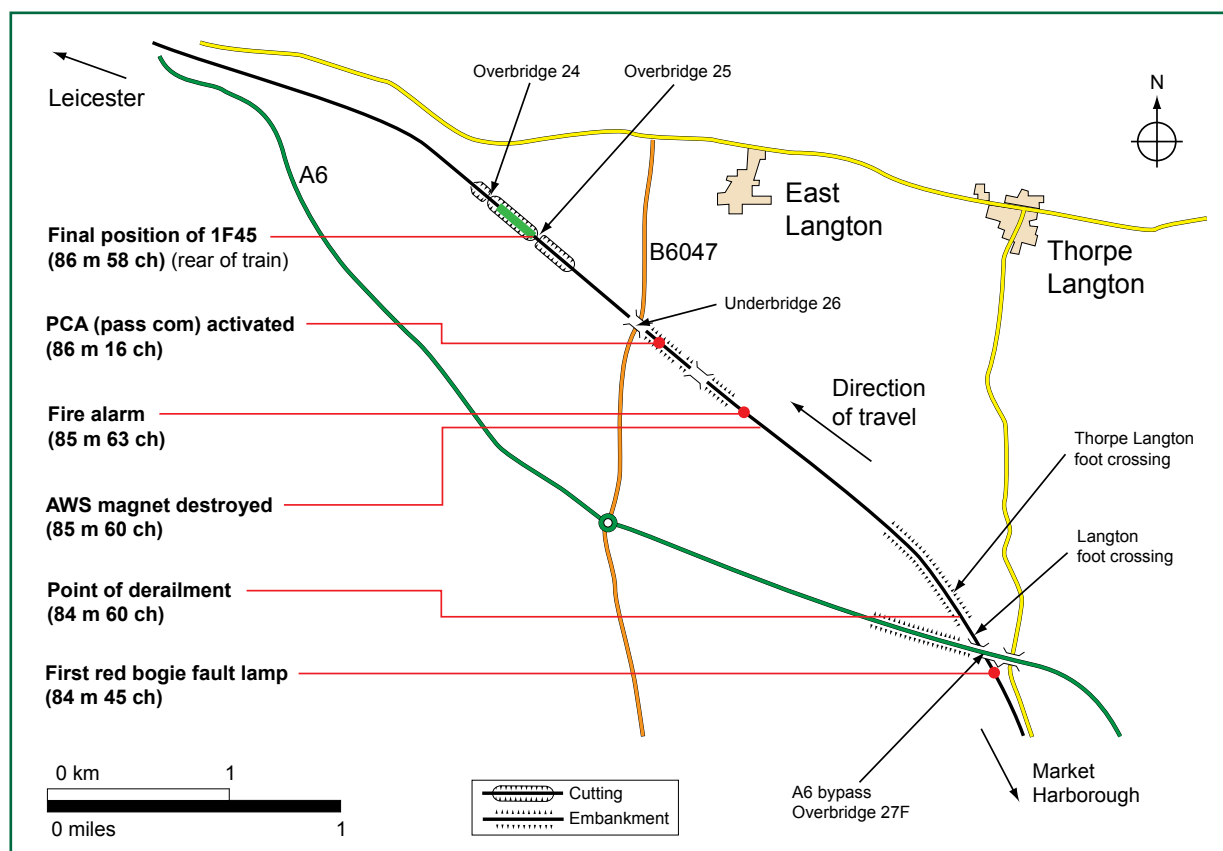 Overbridge 24
Overbridge 25
N
Leicester
A6
East
Langton
Thorpe
Langton
B6047
Final position of 1F45
(86 m 58 ch) (rear of train)
Underbridge 26
PCA (pass com) activated
(86 m 16 ch)
Direction
of travel
Fire alarm
(85 m 63 ch)
Thorpe Langton
foot crossing
AWS magnet destroyed
(85 m 60 ch)
Langton
foot crossing
Point of derailment
(84 m 60 ch)
First red bogie fault lamp
(84 m 45 ch)
0 km 1
0 miles 1
Cutting
Embankment
A6 bypass
Overbridge 27F
Market
Harborough